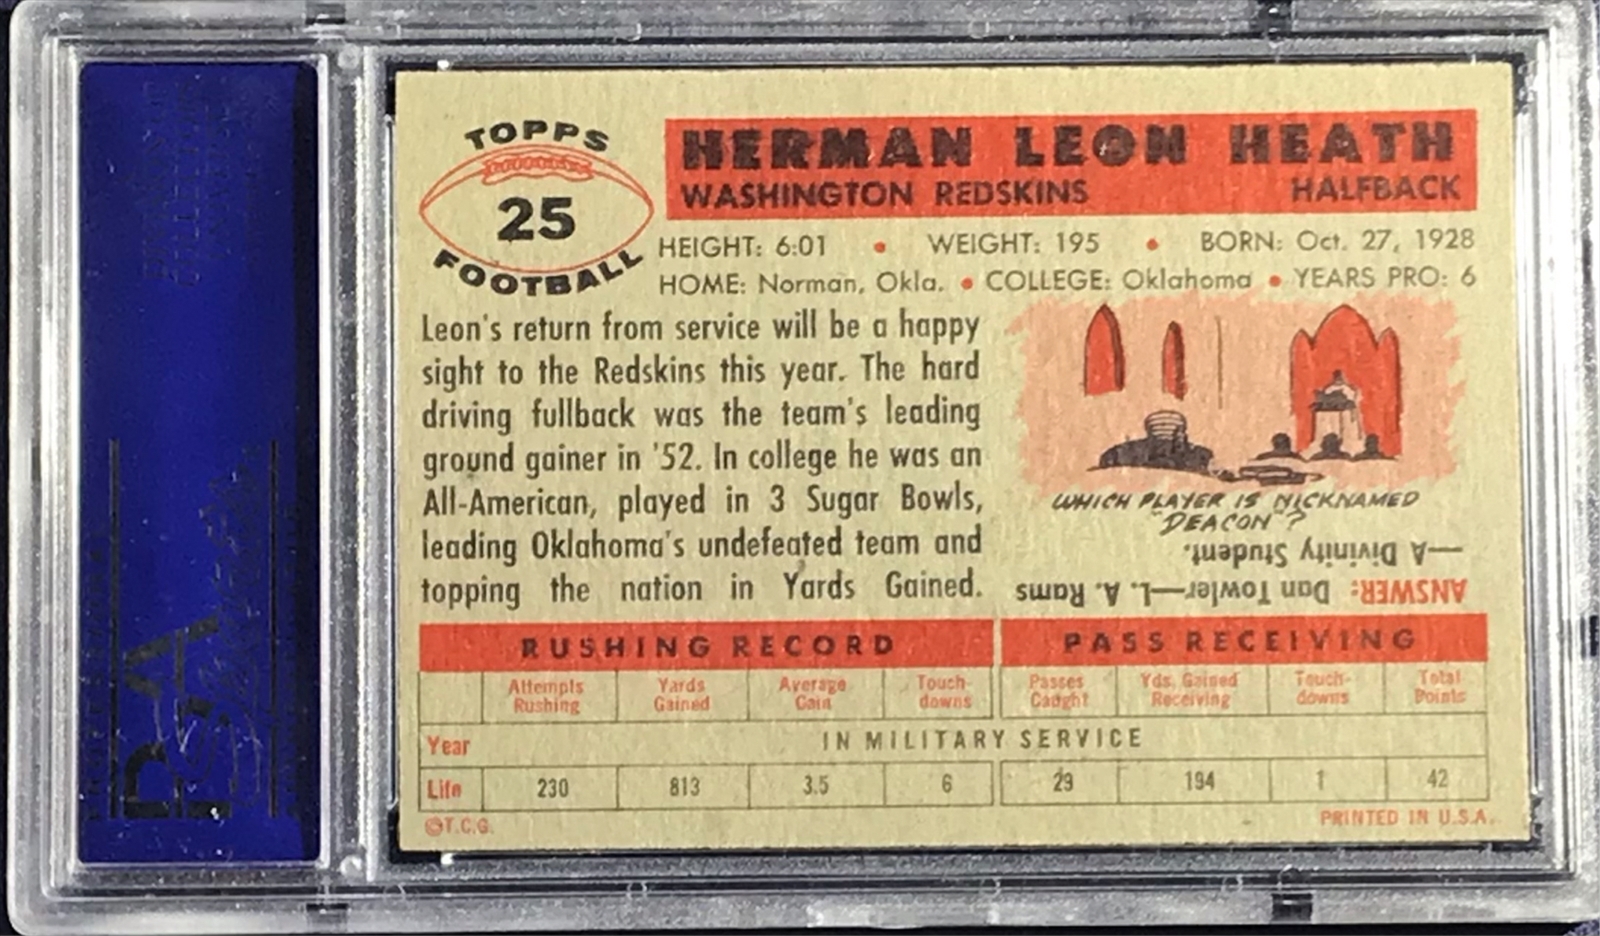 TOPPS
25
FOOTBALL
HERMAN LEON HEATH
WASHINGTON REDSKINS HALFBACK
HEIGHT: 6:01 • WEIGHT: 195 • BORN: Oct. 27, 1928
HOME: Norman, Okla. • COLLEGE: Oklahoma • YEARS PRO: 6
Leon's return from service will be a happy
sight to the Redskins this year. The hard
driving fullback was the team's leading
ground gainer in '52. In college he was an
All-American, played in 3 Sugar Bowls,
leading Oklahoma's undefeated team and
topping the nation in Yards Gained.
WHICH PLAYER IS NICKNAMED
"DEACON"?
ANSWER: Dan Towler—L. A. Rams
—A Divinity Student.
RUSHING RECORD PASS RECEIVING
Attempts Rushing Yards Gained Average Gain Touch-downs Passes Caught Yds. Gained Receiving Touch-downs Total Points
Year IN MILITARY SERVICE
Life 230 813 3.5 6 29 194 1 42
©T.C.G. PRINTED IN U.S.A.
PSA